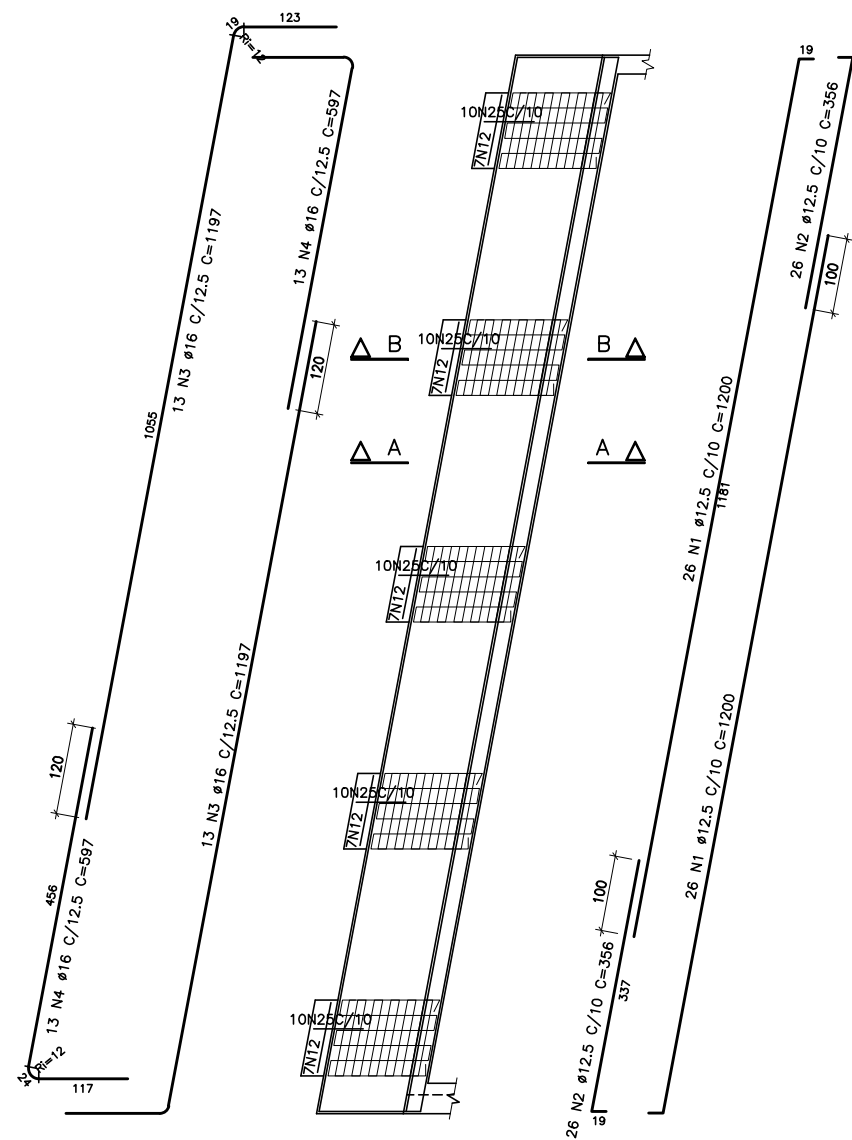 19
123
Ri=12
13 N3 ø16 C/12.5 C=1197
1055
13 N4 ø16 C/12.5 C=597
120
13 N3 ø16 C/12.5 C=1197
120
13 N4 ø16 C/12.5 C=597
456
24
Ri=12
117
10N25C/10
7N12
10N25C/10
7N12
B
B
A
A
10N25C/10
7N12
10N25C/10
7N12
10N25C/10
7N12
19
26 N2 ø12.5 C/10 C=356
100
26 N1 ø12.5 C/10 C=1200
1181
26 N1 ø12.5 C/10 C=1200
100
26 N2 ø12.5 C/10 C=356
337
19